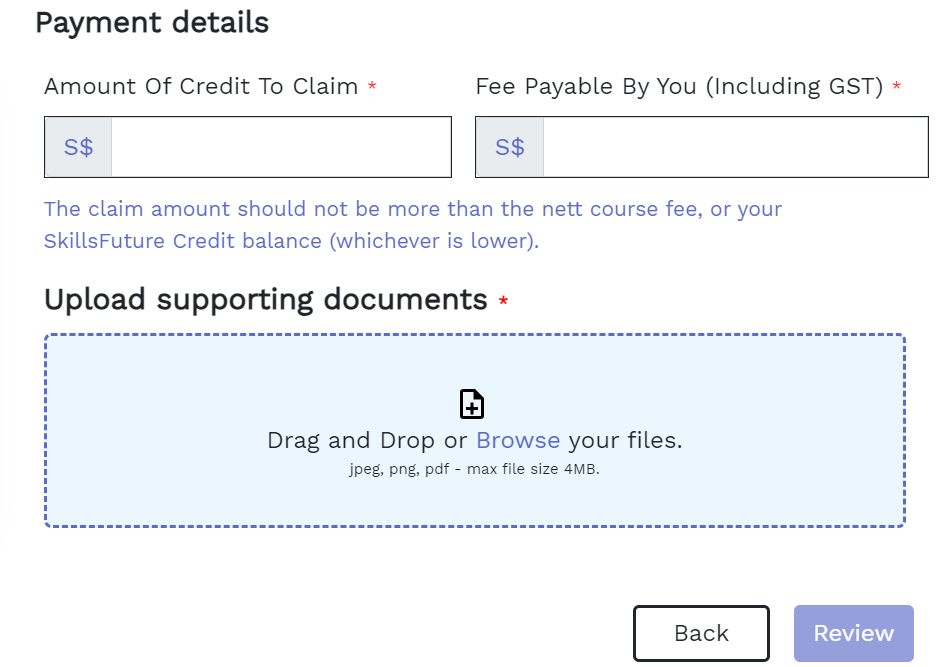 Payment details
Amount Of Credit To Claim *
Fee Payable By You (Including GST) *
S$
S$
The claim amount should not be more than the nett course fee, or your
SkillsFuture Credit balance (whichever is lower).
Upload supporting documents *
Drag and Drop or Browse your files.
jpeg, png, pdf - max file size 4MB.
Back
Review